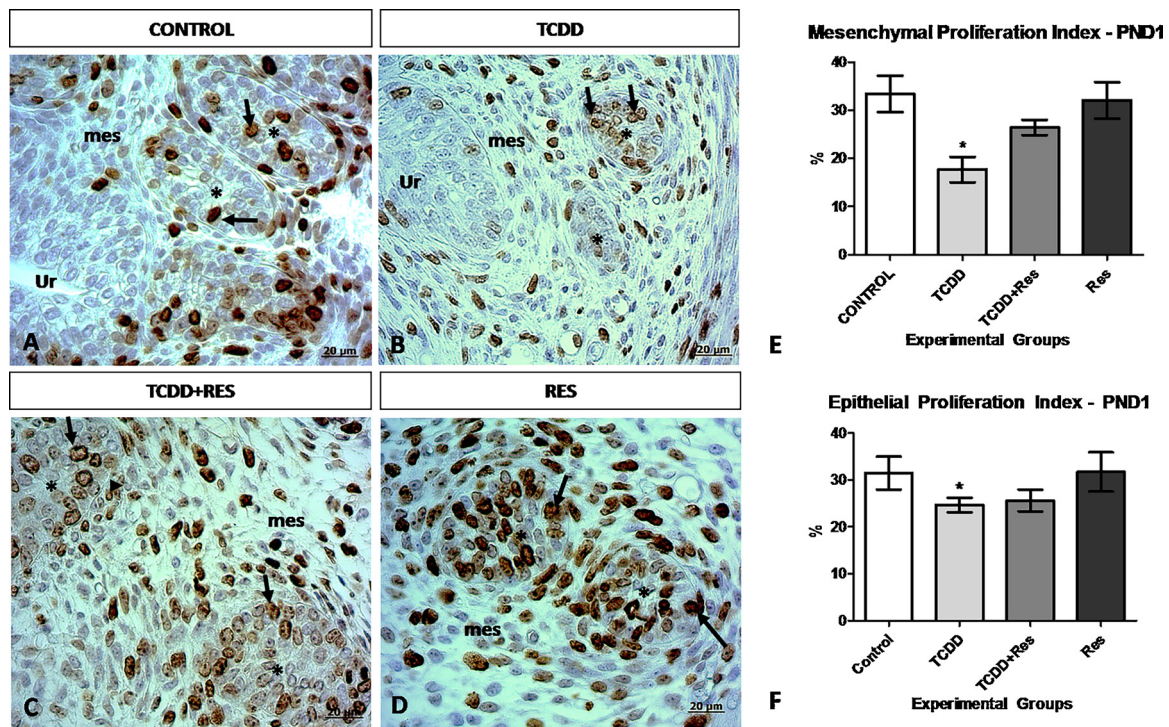 CONTROL
TCDD
mes
*
*
Ur
A
20 µm
mes
Ur
*
*
B
20 µm
TCDD+RES
RES
*
mes
*
C
20 µm
*
*
mes
D
20 µm
Mesenchymal Proliferation Index - PND1
40
30
20
10
0
%
*
CONTROL
TCDD
TCDD+Res
Res
Experimental Groups
E
Epithelial Proliferation Index - PND1
40
30
20
10
0
%
*
Control
TCDD
TCDD+Res
Res
Experimental Groups
F